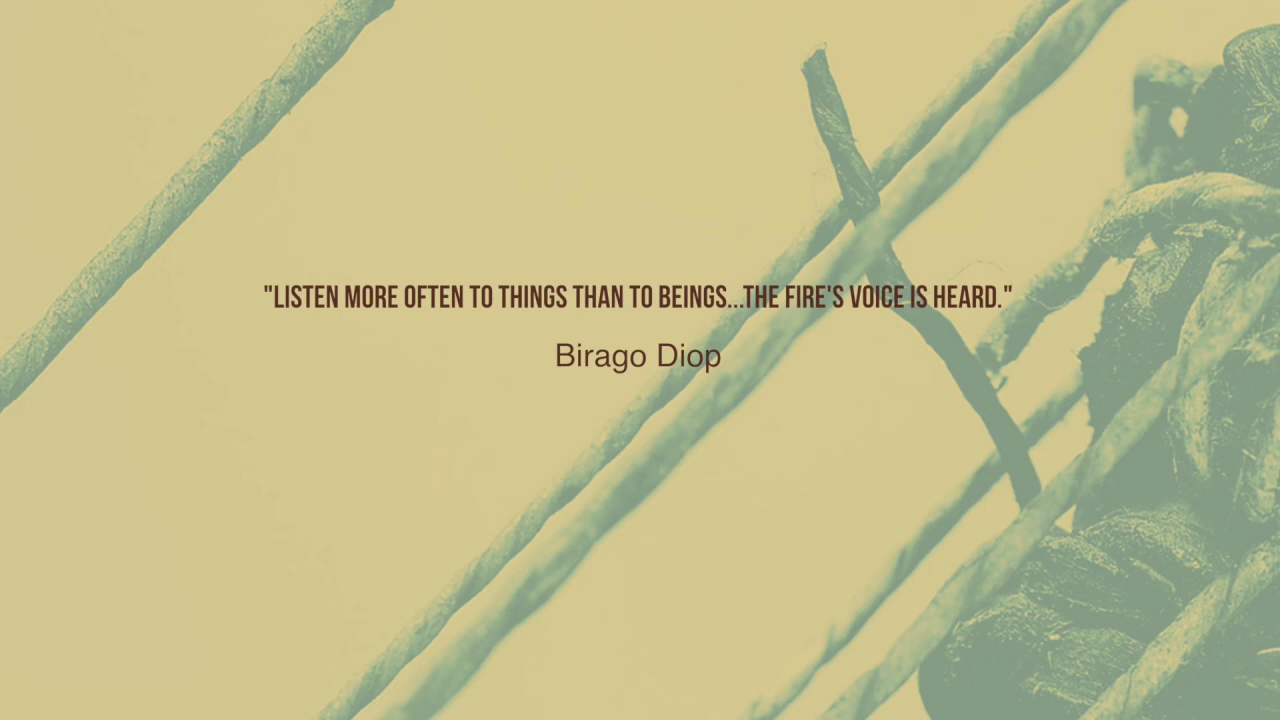 "LISTEN MORE OFTEN TO THINGS THAN TO BEINGS...THE FIRE'S VOICE IS HEARD."
Birago Diop